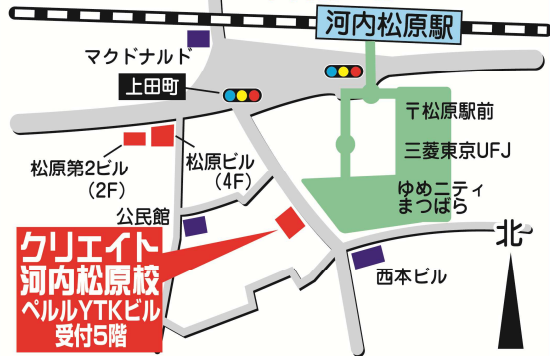 河内松原駅
マクドナルド
上田町
〒松原駅前
三菱東京UFJ
ゆめニティ
まつばら
松原第2ビル
(2F)
松原ビル
(4F)
公民館
クリエイト
河内松原校
ペルルYTKビル
受付5階
西本ビル
北